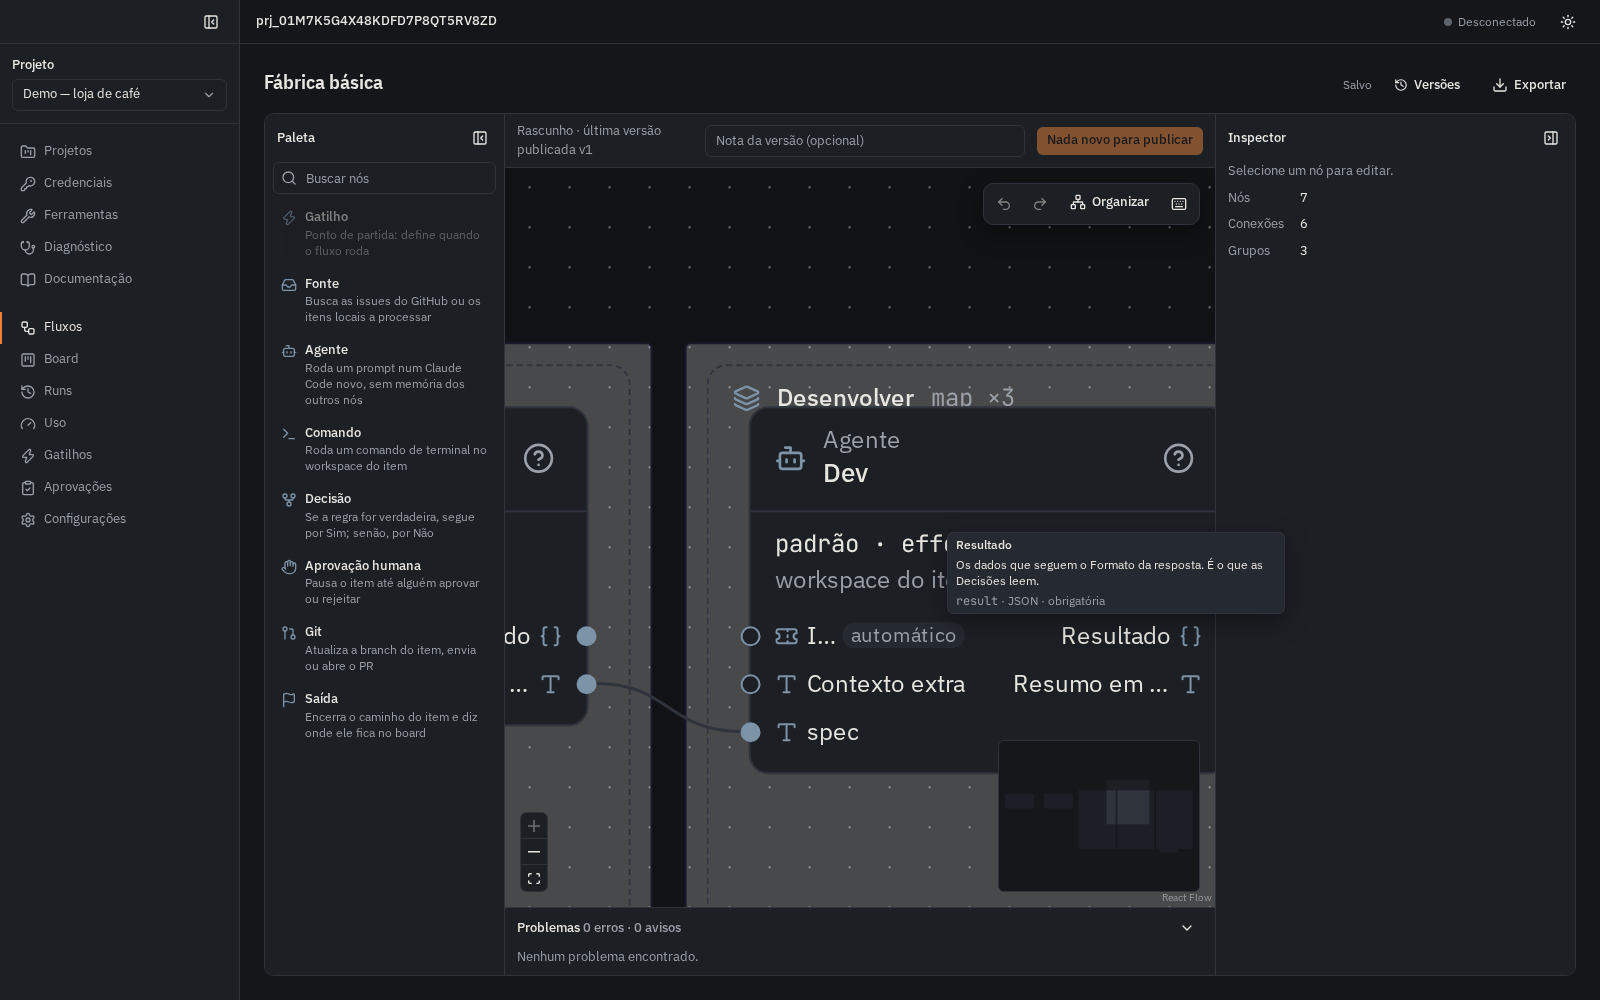 prj_01M7K5G4X48KDFD7P8QT5RV8ZD
Desconectado
Projeto
Demo — loja de café
Projetos
Credenciais
Ferramentas
Diagnóstico
Documentação
Fluxos
Board
Runs
Uso
Gatilhos
Aprovações
Configurações
Fábrica básica
Salvo
Versões
Exportar
Paleta
Buscar nós
Gatilho
Ponto de partida: define quando
o fluxo roda
Fonte
Busca as issues do GitHub ou os
itens locais a processar
Agente
Roda um prompt num Claude
Code novo, sem memória dos
outros nós
Comando
Roda um comando de terminal no
workspace do item
Decisão
Se a regra for verdadeira, segue
por Sim; senão, por Não
Aprovação humana
Pausa o item até alguém aprovar
ou rejeitar
Git
Atualiza a branch do item, envia
ou abre o PR
Saída
Encerra o caminho do item e diz
onde ele fica no board
Rascunho · última versão
publicada v1
Nota da versão (opcional)
Nada novo para publicar
Organizar
do {}
... T
Desenvolver map ×3
Agente
Dev
padrão · eff
workspace do it
Resultado
Os dados que seguem o Formato da resposta. É o que as
Decisões leem.
result · JSON · obrigatória
I... automático
Resultado {}
T Contexto extra
Resumo em ... T
T spec
React Flow
Problemas 0 erros · 0 avisos
Nenhum problema encontrado.
Inspector
Selecione um nó para editar.
Nós 7
Conexões 6
Grupos 3